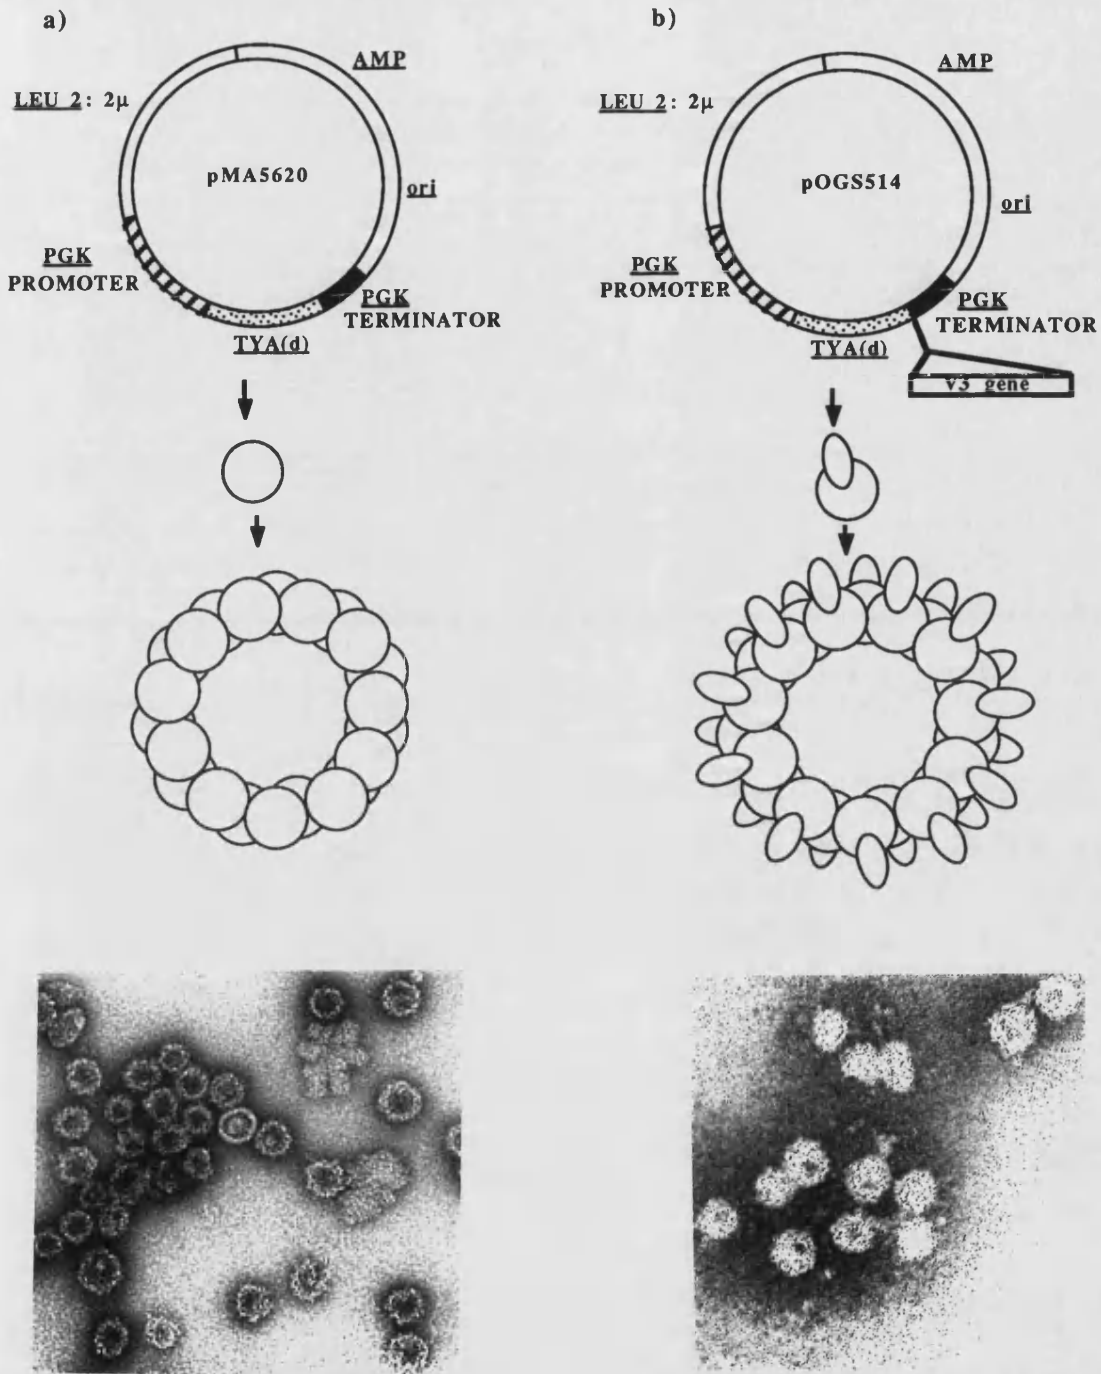 a)
AMP
LEU 2: 2μ
pMA5620
ori
PGK
PROMOTER
PGK
TERMINATOR
TYA(d)
b)
AMP
LEU 2: 2μ
pOGS514
ori
PGK
PROMOTER
PGK
TERMINATOR
TYA(d)
V3 gene